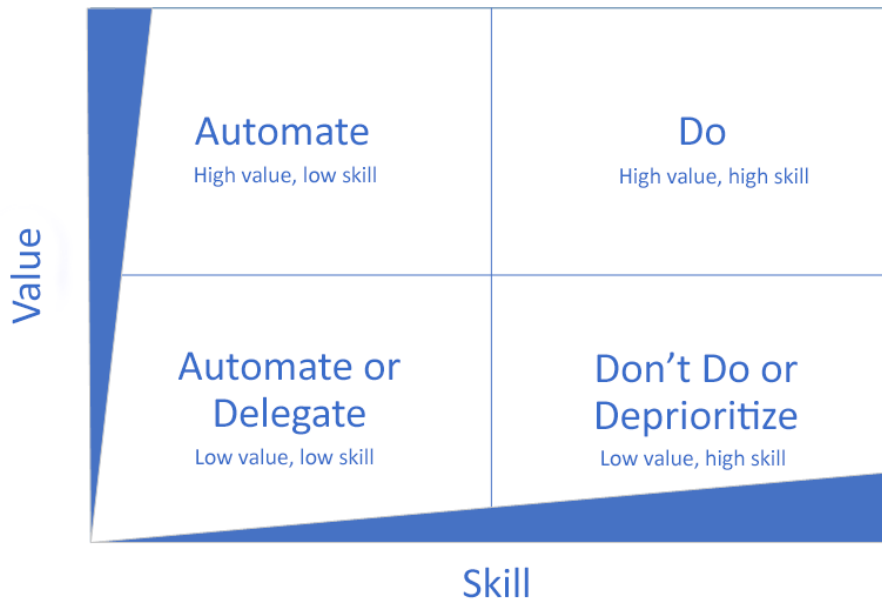 Automate
High value, low skill
Do
High value, high skill
Value
Automate or
Delegate
Low value, low skill
Don’t Do or
Deprioritize
Low value, high skill
Skill